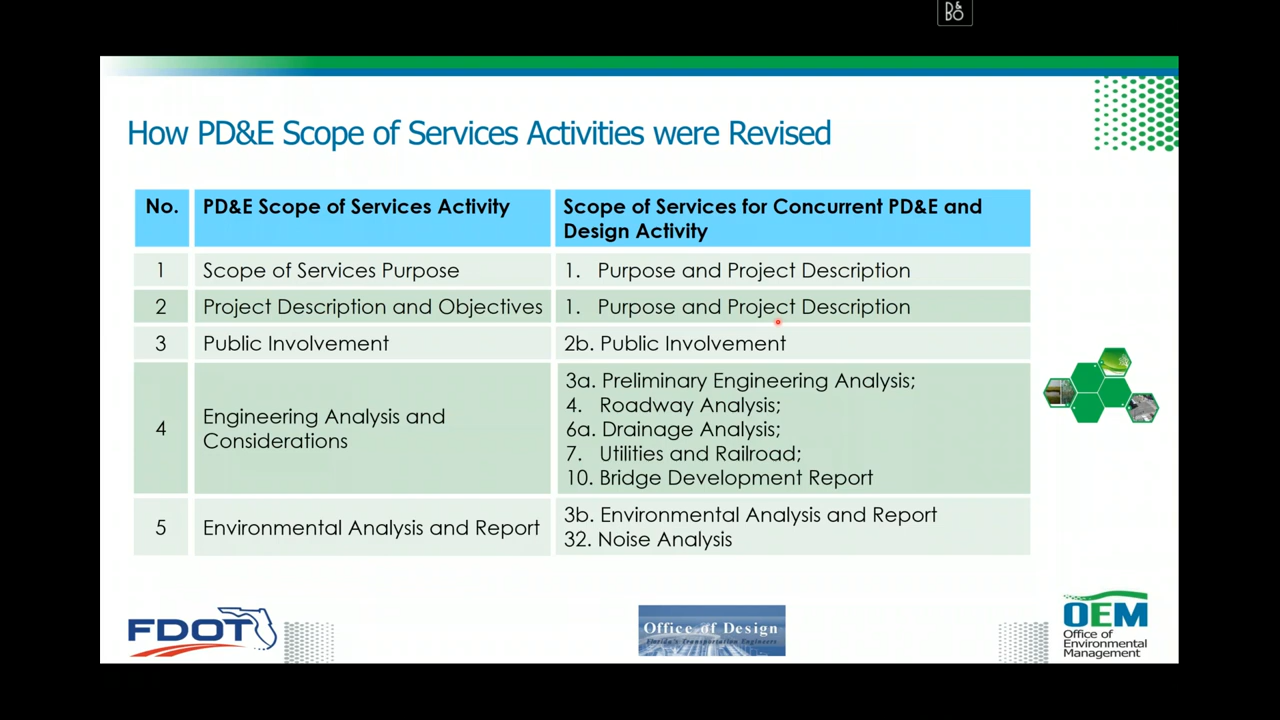 B&O
How PD&E Scope of Services Activities were Revised
No. PD&E Scope of Services Activity Scope of Services for Concurrent PD&E and
Design Activity
1 Scope of Services Purpose 1. Purpose and Project Description
2 Project Description and Objectives 1. Purpose and Project Description
3 Public Involvement 2b. Public Involvement
4 Engineering Analysis and
Considerations
3a. Preliminary Engineering Analysis;
4. Roadway Analysis;
6a. Drainage Analysis;
7. Utilities and Railroad;
10. Bridge Development Report
5 Environmental Analysis and Report
3b. Environmental Analysis and Report
32. Noise Analysis
FDOT
Office of Design
Florida's Transportation Engineers
OEM
Office of
Environmental
Management